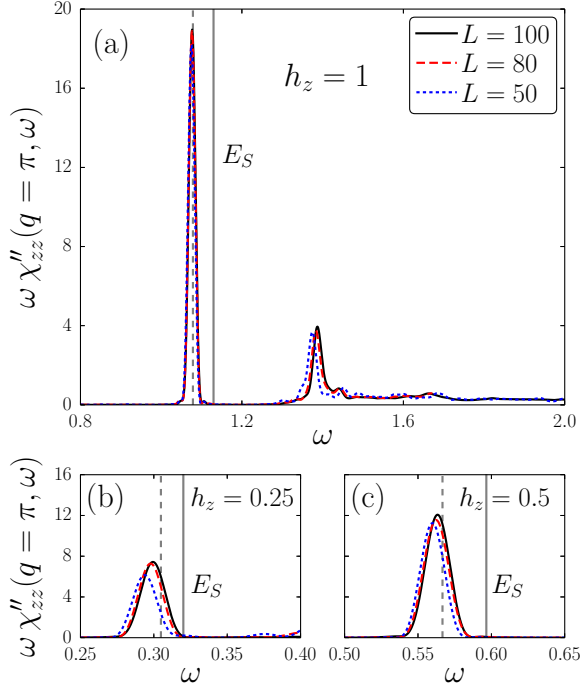 (a)
h_z = 1
L = 100
L = 80
L = 50
E_S
ω χ''_{zz}(q = π, ω)
20
16
12
8
4
0
0.8 1.2 1.6 2.0
ω
(b)
h_z = 0.25
E_S
ω χ''_{zz}(q = π, ω)
16
12
8
4
0
0.25 0.30 0.35 0.40
ω
(c)
h_z = 0.5
E_S
0.50 0.55 0.60 0.65
ω